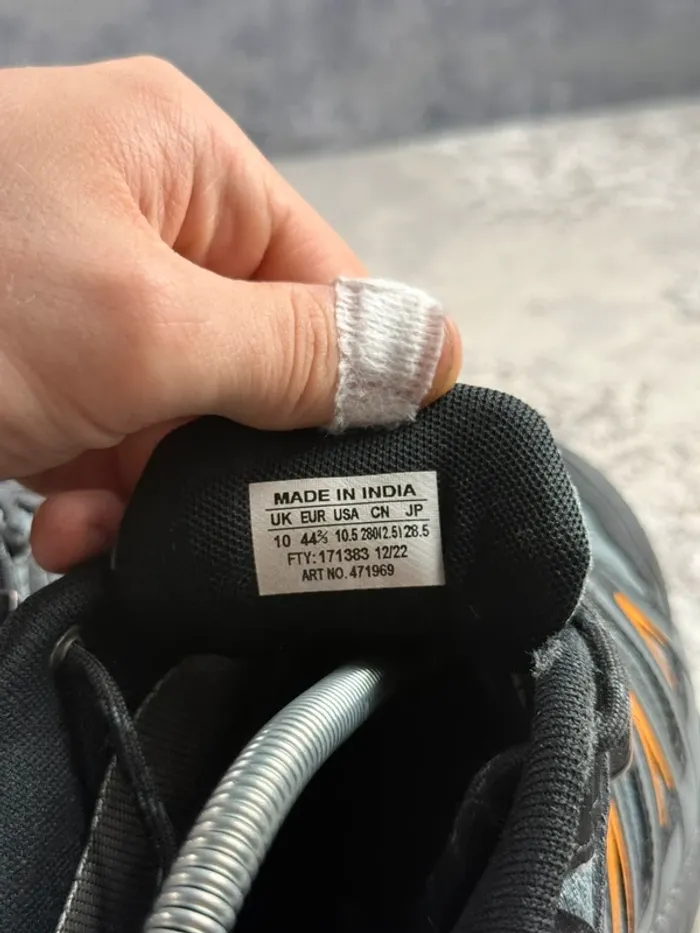 MADE IN INDIA
UK EUR USA CN JP
10 44⅔ 10.5 280(2.5) 28.5
FTY: 171383 12/22
ART NO. 471969